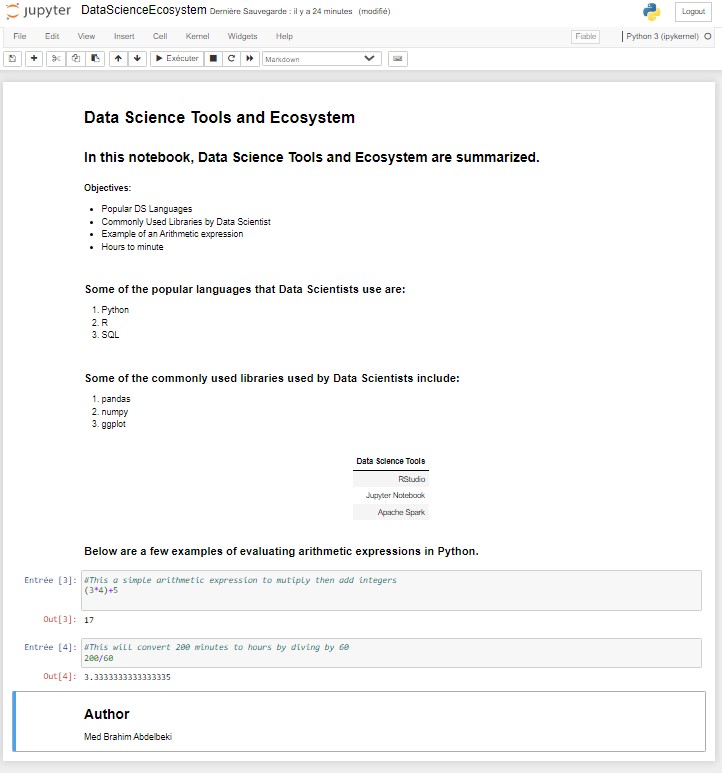 jupyter DataScienceEcosystem Dernière Sauvegarde : il y a 24 minutes (modifié) Logout
File Edit View Insert Cell Kernel Widgets Help Fiable Python 3 (ipykernel)
Exécuter Markdown
Data Science Tools and Ecosystem
In this notebook, Data Science Tools and Ecosystem are summarized.
Objectives:
• Popular DS Languages
• Commonly Used Libraries by Data Scientist
• Example of an Arithmetic expression
• Hours to minute
Some of the popular languages that Data Scientists use are:
1. Python
2. R
3. SQL
Some of the commonly used libraries used by Data Scientists include:
1. pandas
2. numpy
3. ggplot
Data Science Tools
RStudio
Jupyter Notebook
Apache Spark
Below are a few examples of evaluating arithmetic expressions in Python.
Entrée [3]: #This a simple arithmetic expression to mutiply then add integers
(3*4)+5
Out[3]: 17
Entrée [4]: #This will convert 200 minutes to hours by diving by 60
200/60
Out[4]: 3.3333333333333335
Author
Med Brahim Abdelbeki